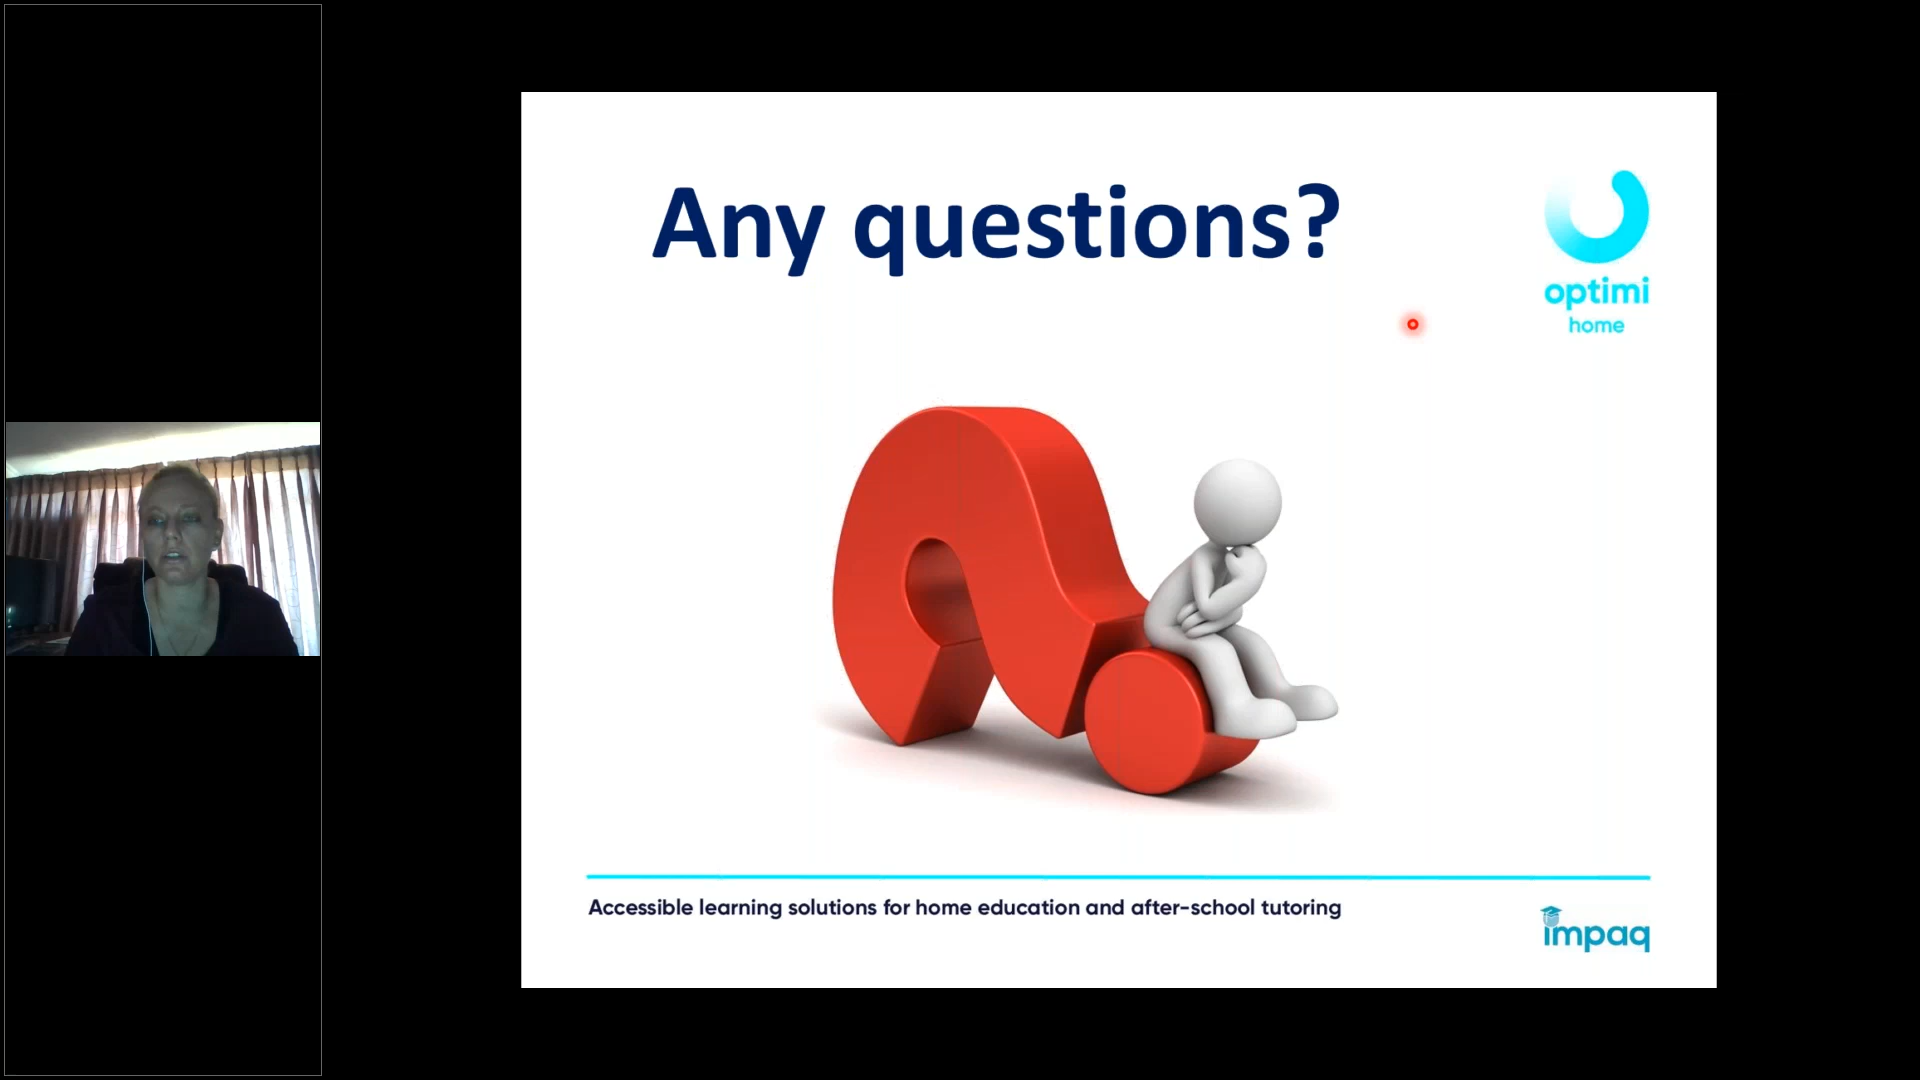 Any questions?
optimi
home
Accessible learning solutions for home education and after-school tutoring
impaq